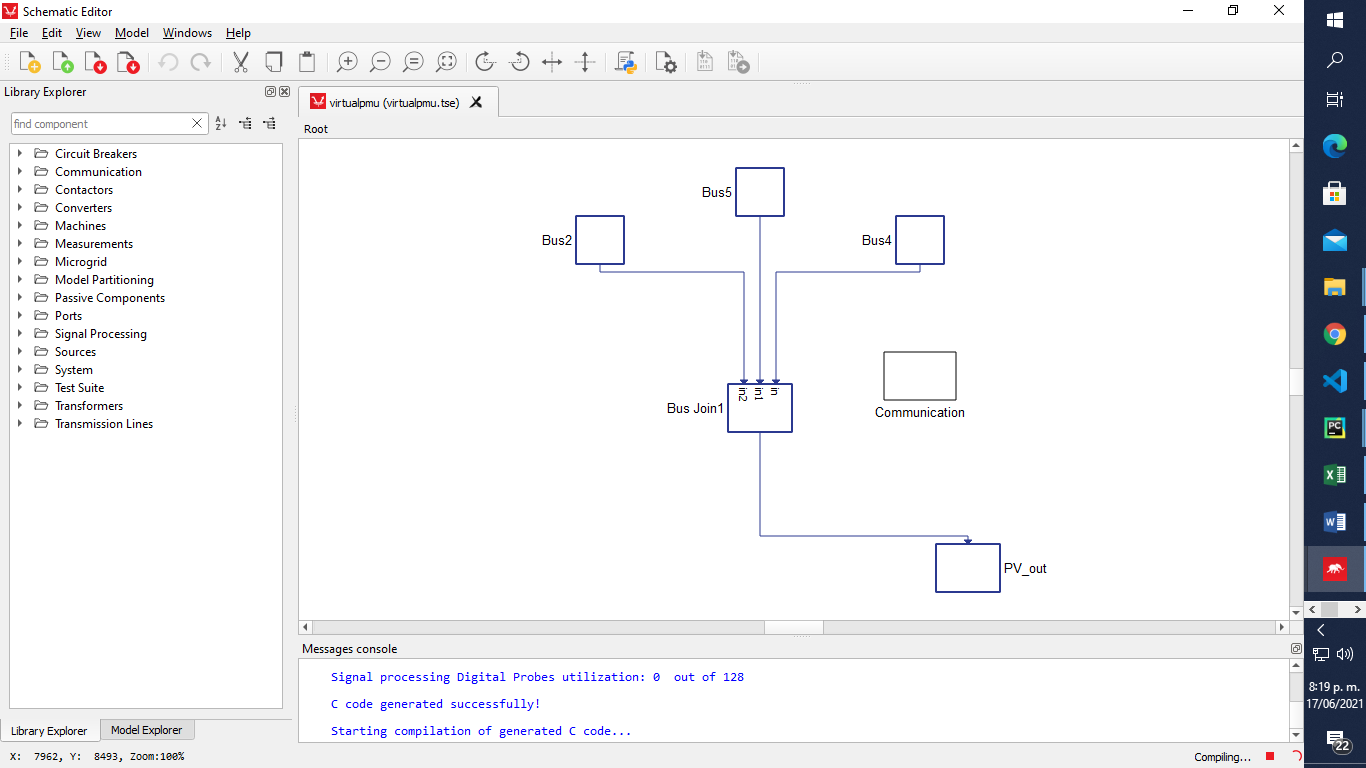 Schematic Editor
File Edit View Model Windows Help
Library Explorer
find component
Circuit Breakers
Communication
Contactors
Converters
Machines
Measurements
Microgrid
Model Partitioning
Passive Components
Ports
Signal Processing
Sources
System
Test Suite
Transformers
Transmission Lines
Library Explorer
Model Explorer
X: 7962, Y: 8493, Zoom:100%
virtualpmu (virtualpmu.tse)
Root
Bus5
Bus2
Bus4
in2 in1 in
Bus Join1
Communication
PV_out
Messages console
Signal processing Digital Probes utilization: 0 out of 128
C code generated successfully!
Starting compilation of generated C code...
Compiling...
8:19 p. m.
17/06/2021
22